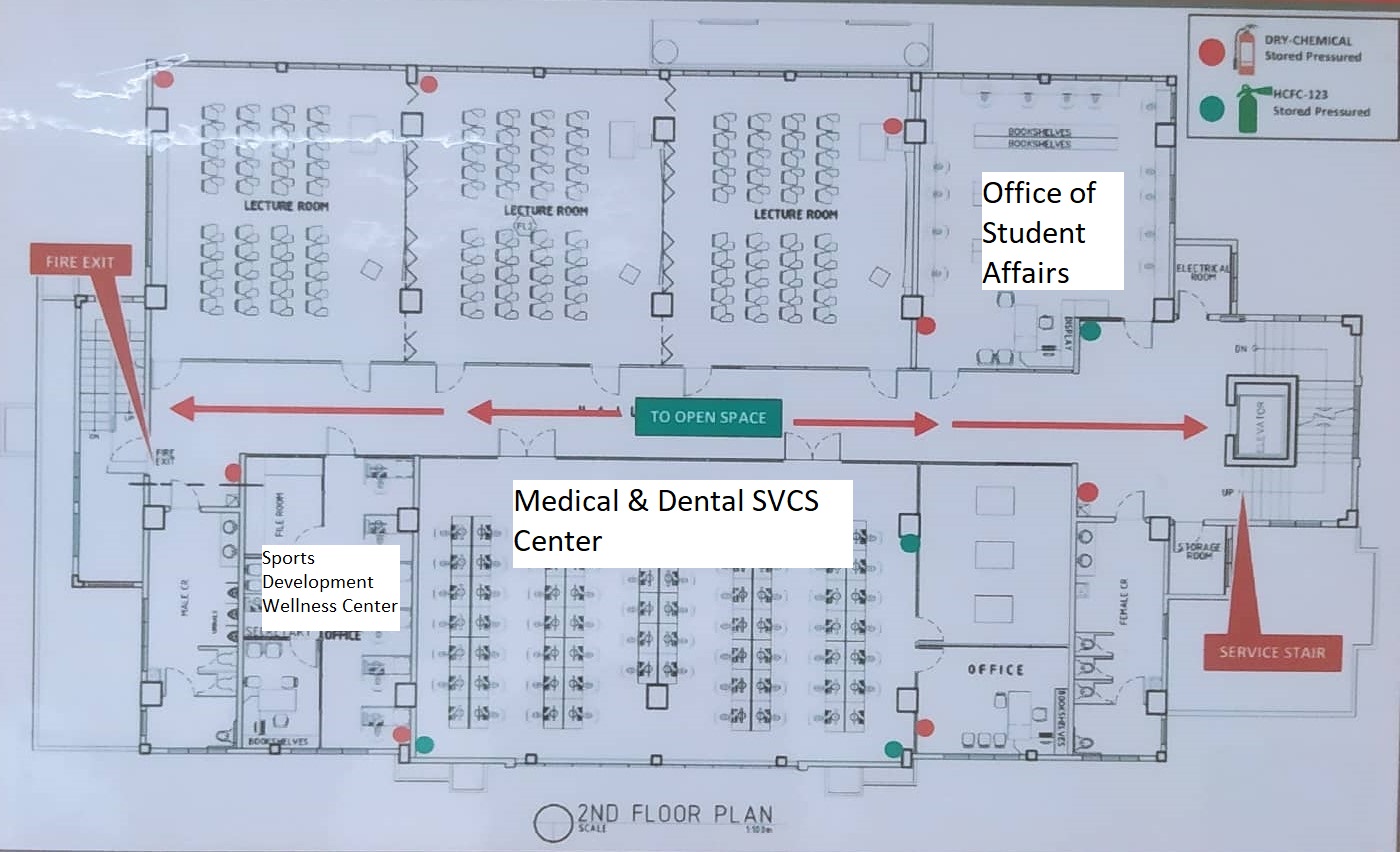 DRY-CHEMICAL
Stored Pressured
HCFC-123
Stored Pressured
BOOKSHELVES
BOOKSHELVES
LECTURE ROOM
LECTURE ROOM
LECTURE ROOM
Office of
Student
Affairs
FIRE EXIT
ELECTRICAL
ROOM
DISPLAY
DN
UP
DN
TO OPEN SPACE
ELEVATOR
FIRE
EXIT
UP
FILE ROOM
Medical & Dental SVCS
Center
Sports
Development
Wellness Center
STORAGE
ROOM
MALE CR
FEMALE CR
SECRETARY
OFFICE
OFFICE
SERVICE STAIR
BOOKSHELVES
BOOKSHELVES
2ND FLOOR PLAN
SCALE